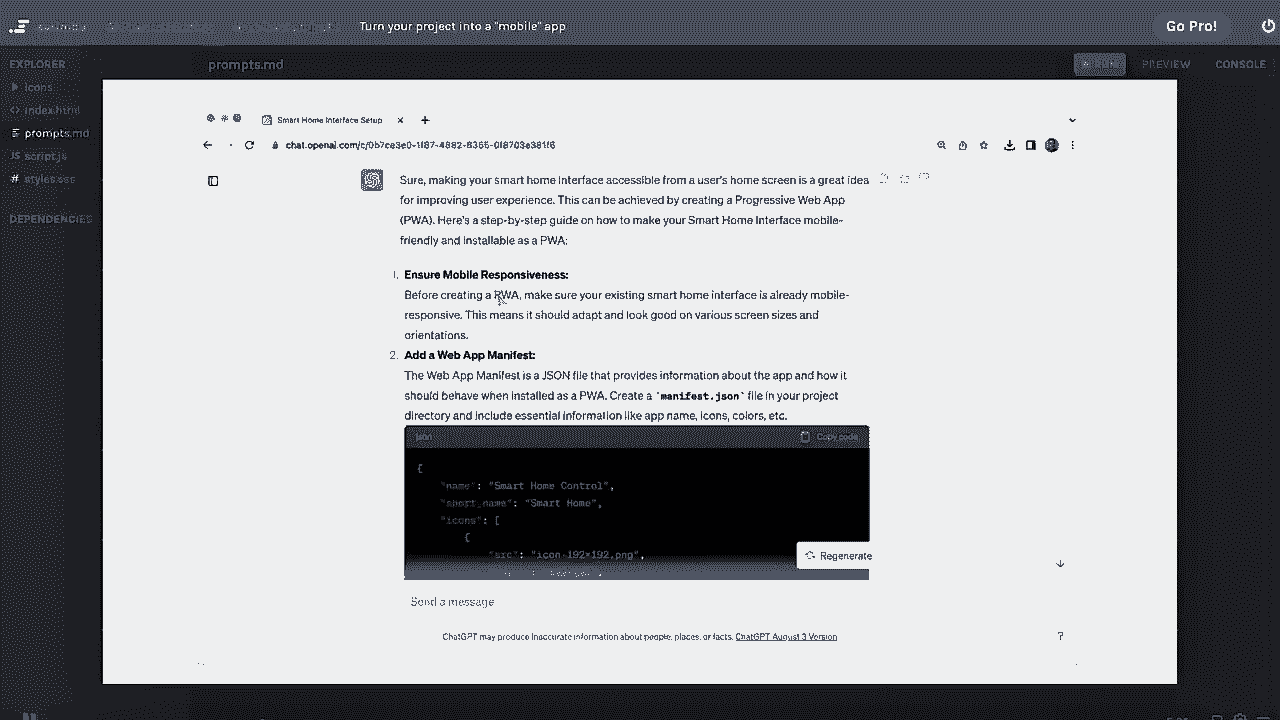 Turn your project into a "mobile" app
Go Pro!
EXPLORER
prompts.md
PREVIEW
CONSOLE
icons
index.html
prompts.md
JS script.js
# styles.css
DEPENDENCIES
Smart Home Interface Setup
chat.openai.com/c/
Sure, making your smart home interface accessible from a user's home screen is a great idea
for improving user experience. This can be achieved by creating a Progressive Web App
(PWA). Here's a step-by-step guide on how to make your Smart Home Interface mobile-
friendly and installable as a PWA:
1. Ensure Mobile Responsiveness:
Before creating a PWA, make sure your existing smart home interface is already mobile-
responsive. This means it should adapt and look good on various screen sizes and
orientations.
2. Add a Web App Manifest:
The Web App Manifest is a JSON file that provides information about the app and how it
should behave when installed as a PWA. Create a `manifest.json` file in your project
directory and include essential information like app name, icons, colors, etc.
json
Copy code
{
"name": "Smart Home Control",
"short_name": "Smart Home",
"icons": [
{
"src": "icon-192x192.png",
Regenerate
Send a message
ChatGPT may produce inaccurate information about people, places, or facts. ChatGPT August 3 Version
?